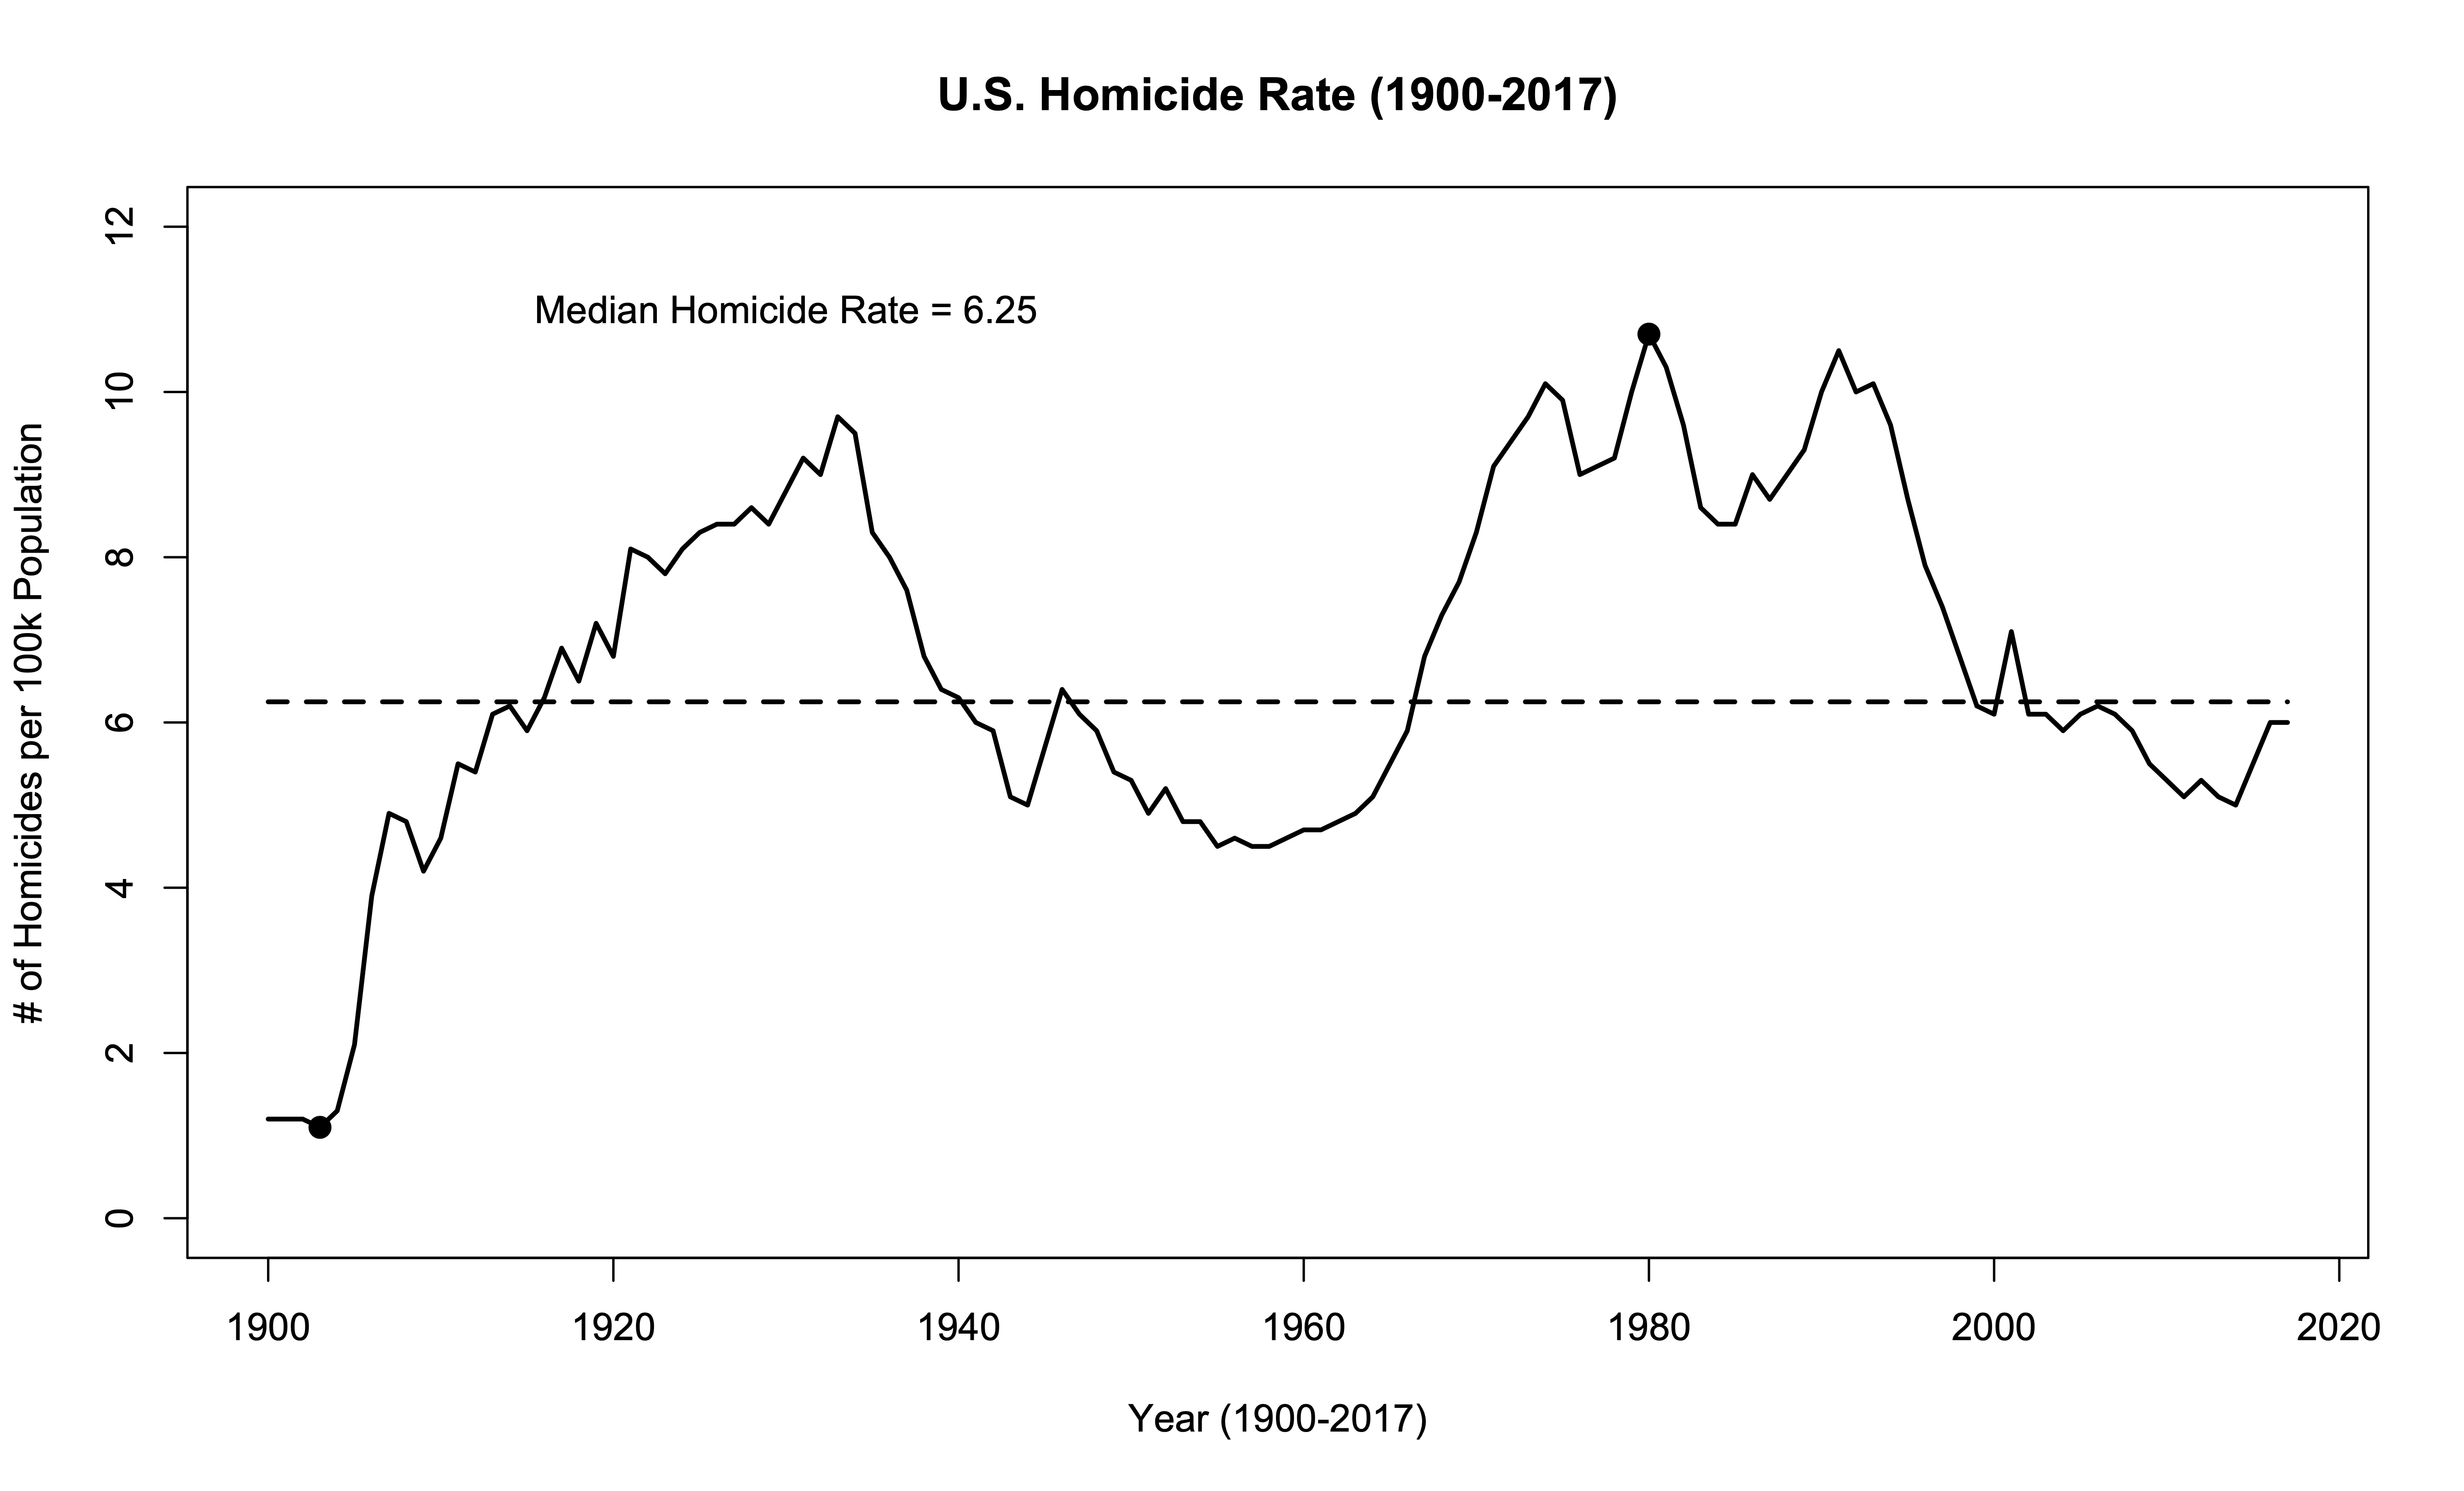 U.S. Homicide Rate (1900-2017)
Median Homicide Rate = 6.25
# of Homicides per 100k Population
12
10
8
6
4
2
0
1900 1920 1940 1960 1980 2000 2020
Year (1900-2017)